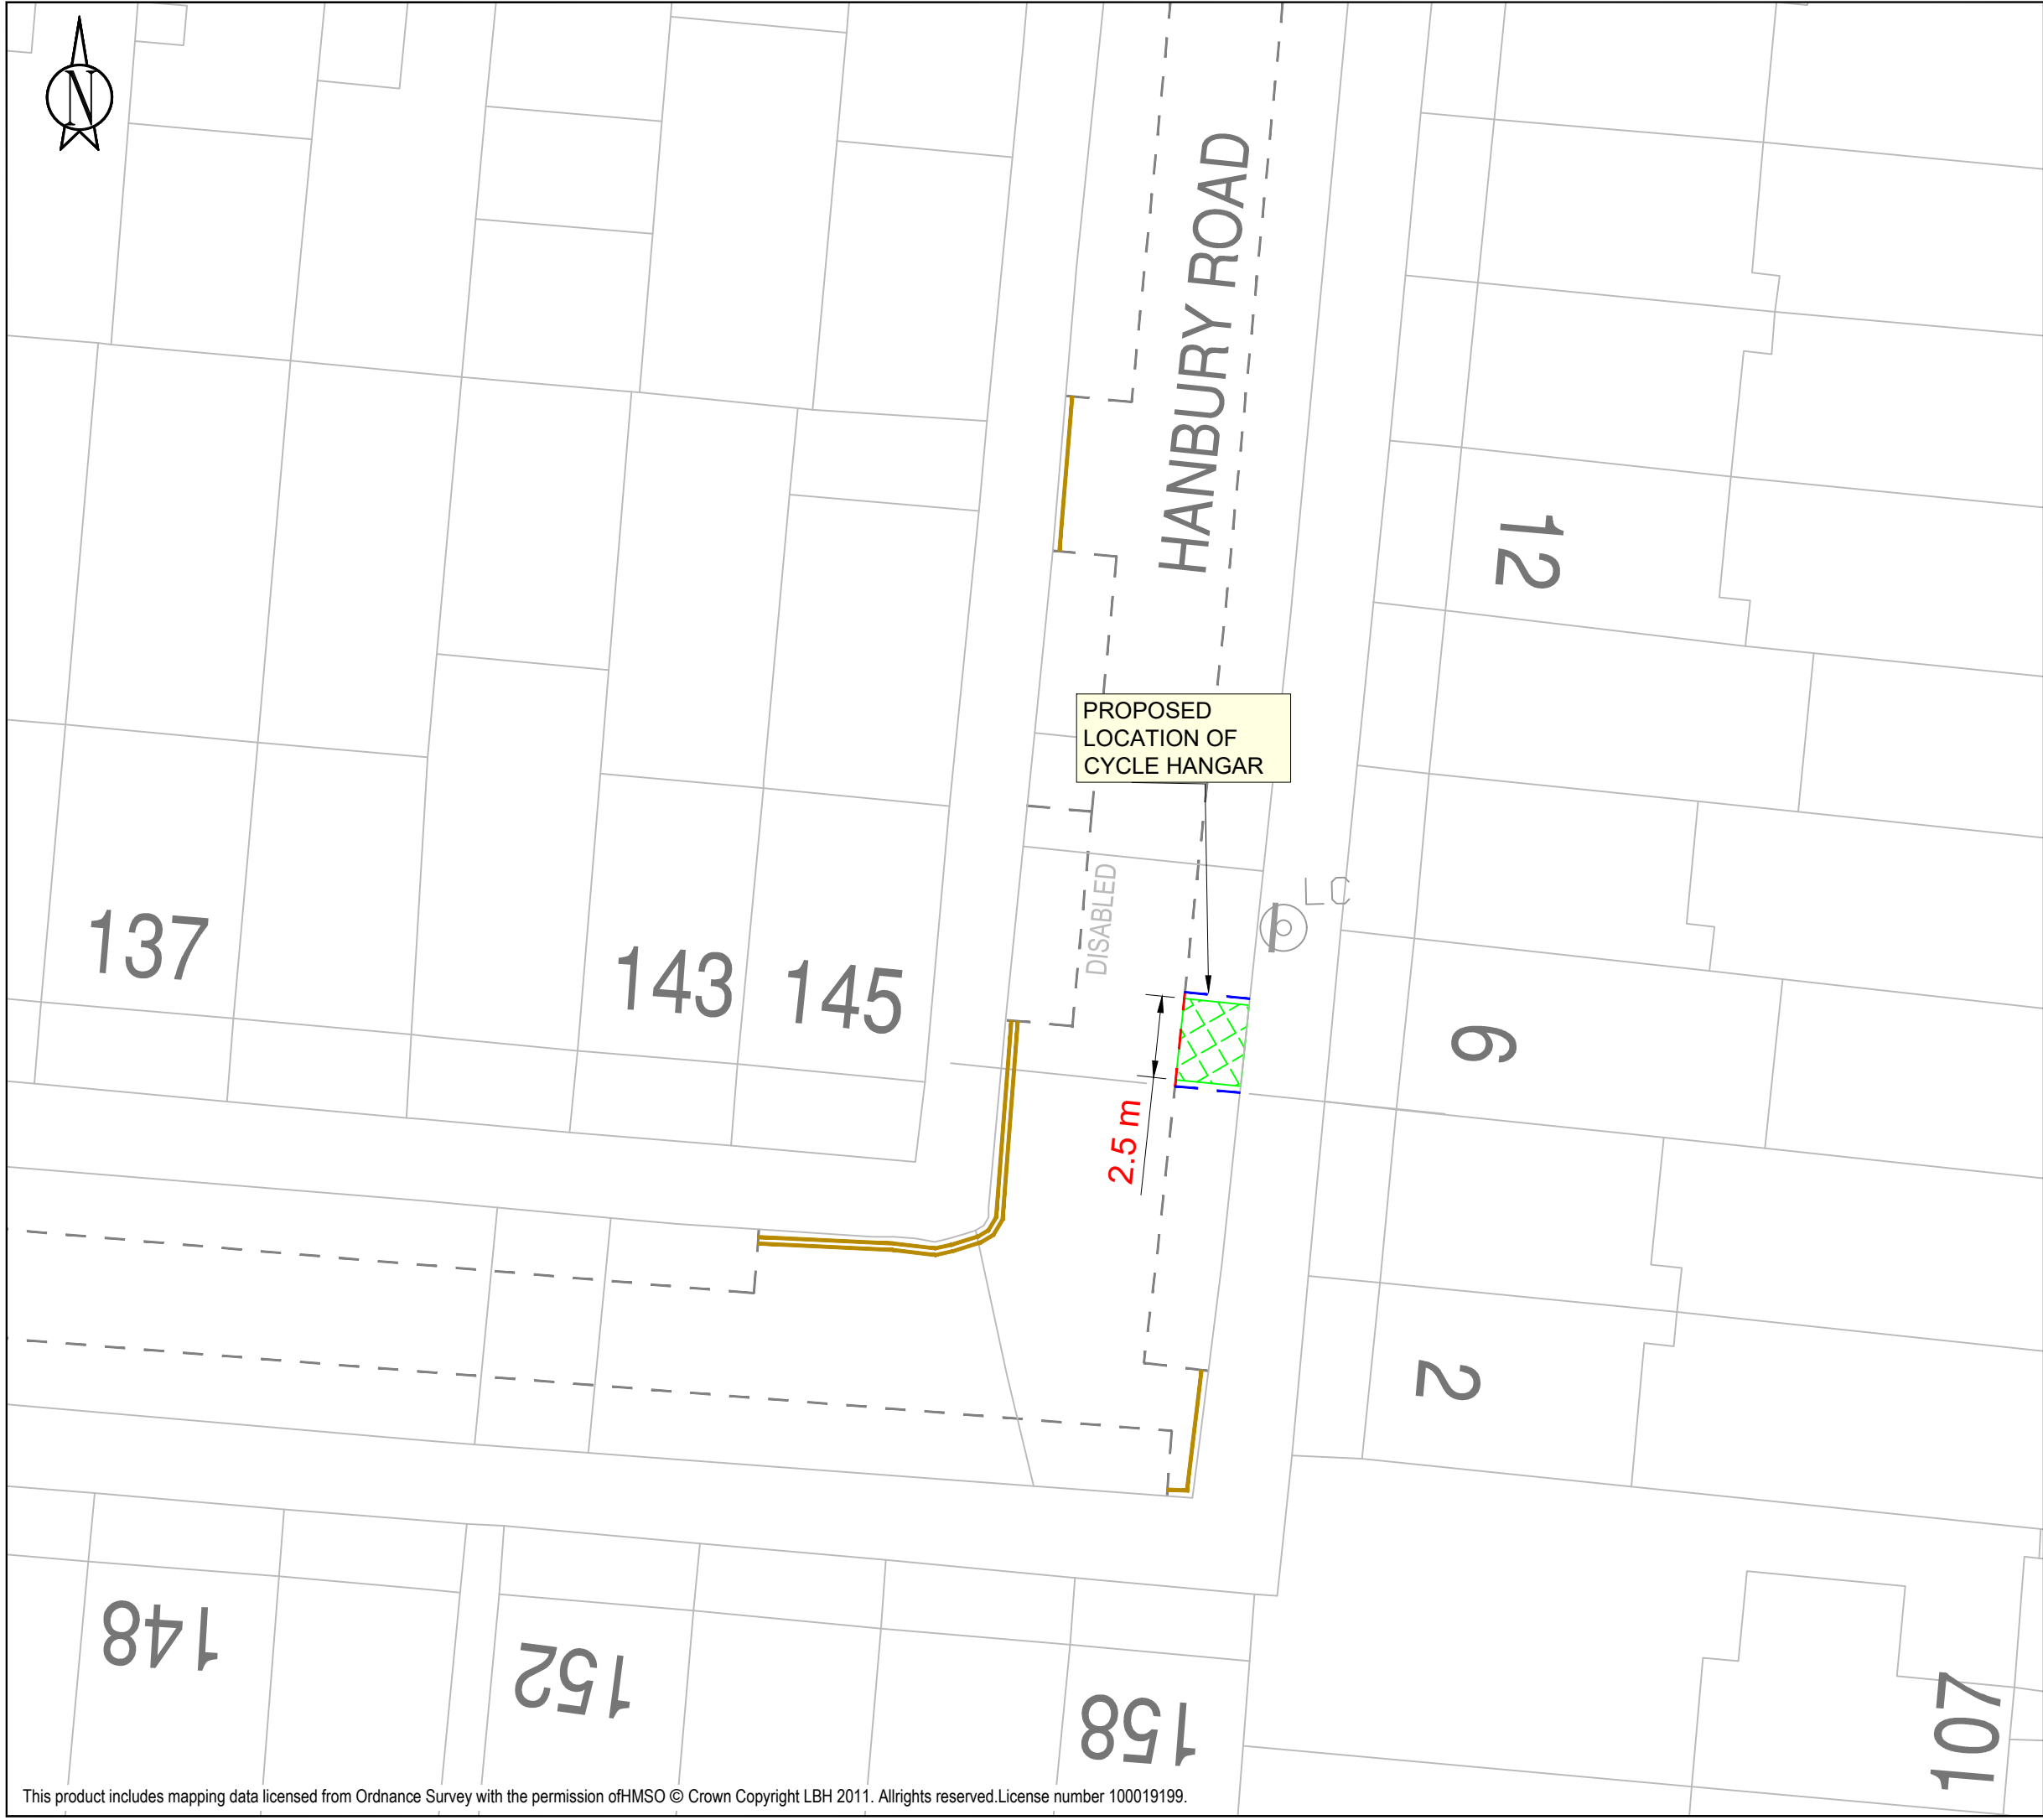 N
HANBURY ROAD
12
PROPOSED
LOCATION OF
CYCLE HANGAR
DISABLED
LC
137
143
145
6
2.5 m
2
148
152
158
107
This product includes mapping data licensed from Ordnance Survey with the permission ofHMSO © Crown Copyright LBH 2011. Allrights reserved.License number 100019199.